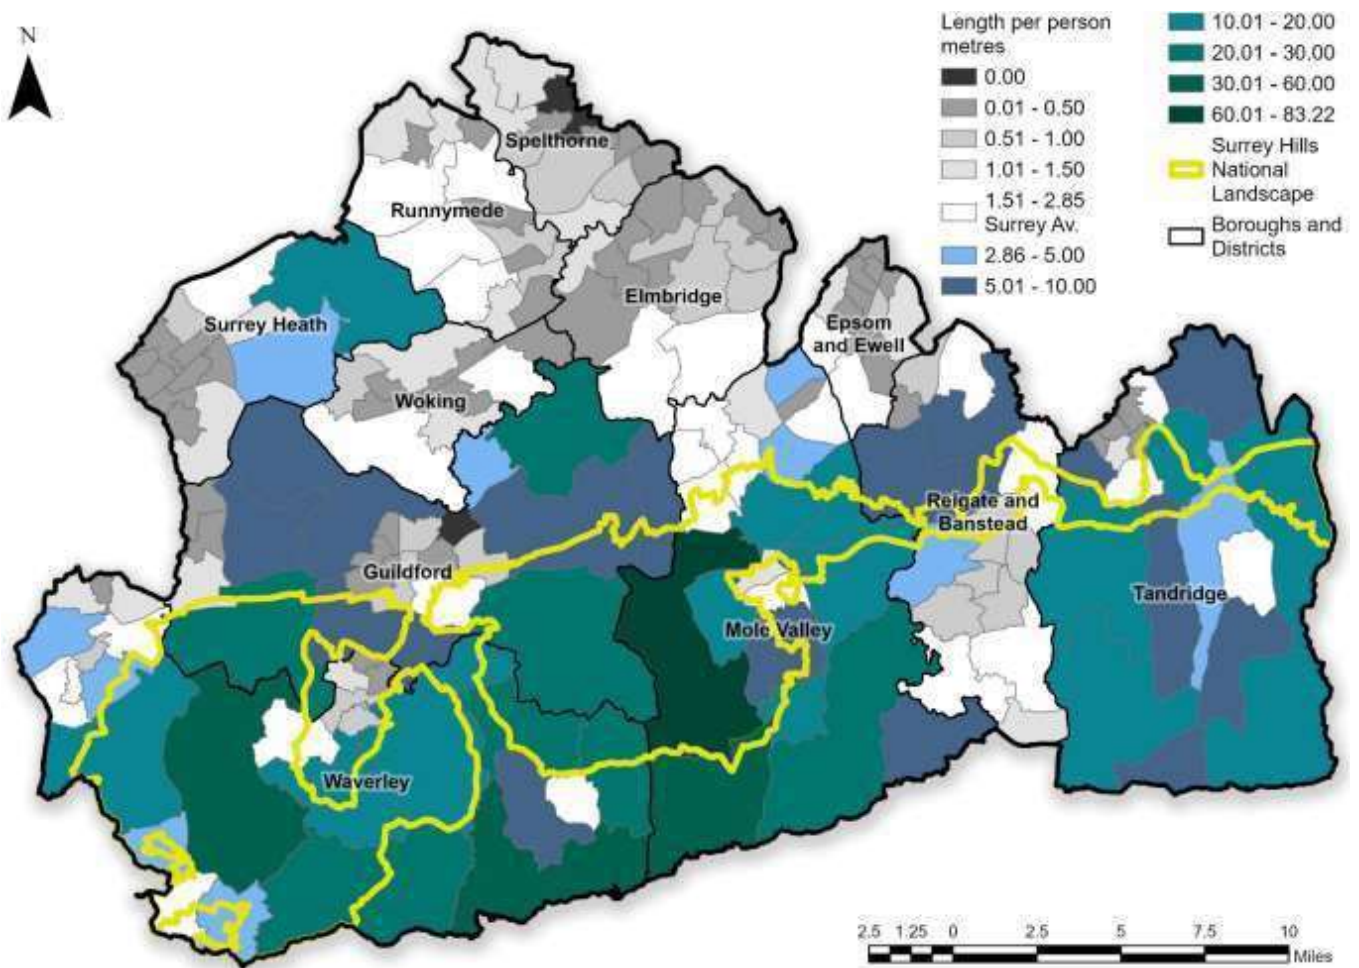 N
Length per person
metres
0.00
0.01 - 0.50
0.51 - 1.00
1.01 - 1.50
1.51 - 2.85
Surrey Av.
2.86 - 5.00
5.01 - 10.00
10.01 - 20.00
20.01 - 30.00
30.01 - 60.00
60.01 - 83.22
Surrey Hills
National
Landscape
Boroughs and
Districts
Spelthorne
Runnymede
Elmbridge
Surrey Heath
Epsom
and Ewell
Woking
Reigate and
Banstead
Guildford
Tandridge
Mole Valley
Waverley
2.5 1.25 0 2.5 5 10
Miles